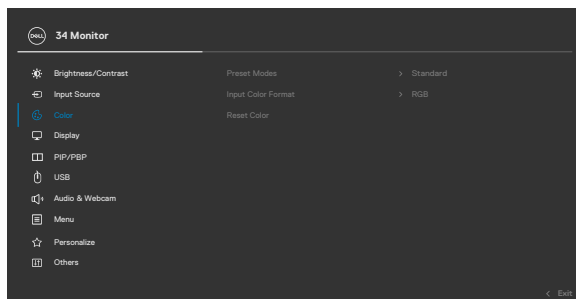 DELL 34 Monitor
Brightness/Contrast Preset Modes > Standard
Input Source Input Color Format > RGB
Color Reset Color
Display
PIP/PBP
USB
Audio & Webcam
Menu
Personalize
Others
< Exit